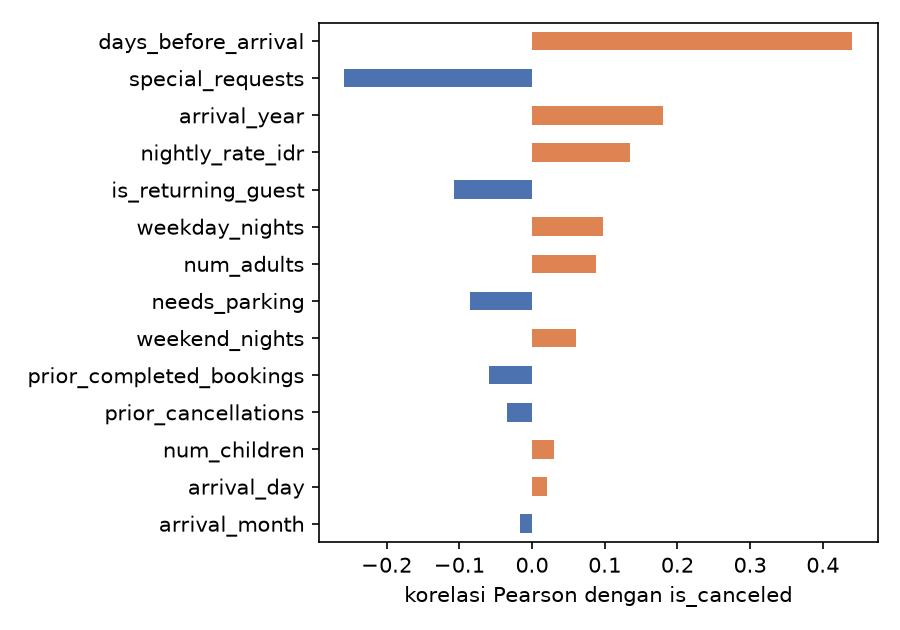 days_before_arrival
special_requests
arrival_year
nightly_rate_idr
is_returning_guest
weekday_nights
num_adults
needs_parking
weekend_nights
prior_completed_bookings
prior_cancellations
num_children
arrival_day
arrival_month
−0.2 −0.1 0.0 0.1 0.2 0.3 0.4
korelasi Pearson dengan is_canceled